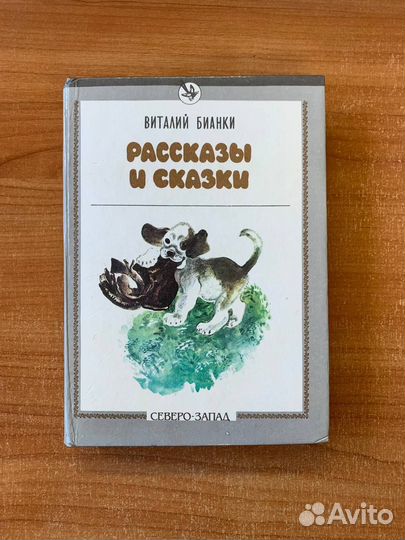 ВИТАЛИЙ БИАНКИ
РАССКАЗЫ
И СКАЗКИ
СЕВЕРО-ЗАПАД
Avito